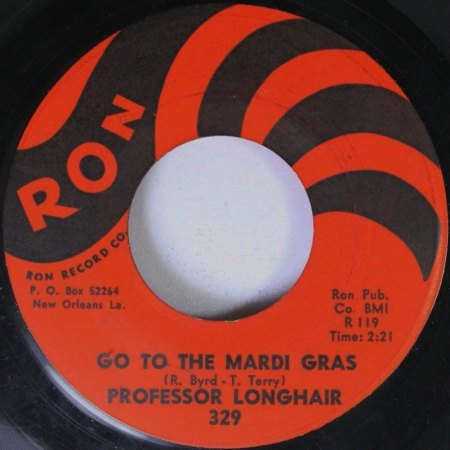 RON
RON RECORD CO.
P. O. Box 52264
New Orleans La.
Ron Pub.
Co. BMI
R 119
Time: 2:21
GO TO THE MARDI GRAS
(R. Byrd - T. Terry)
PROFESSOR LONGHAIR
329